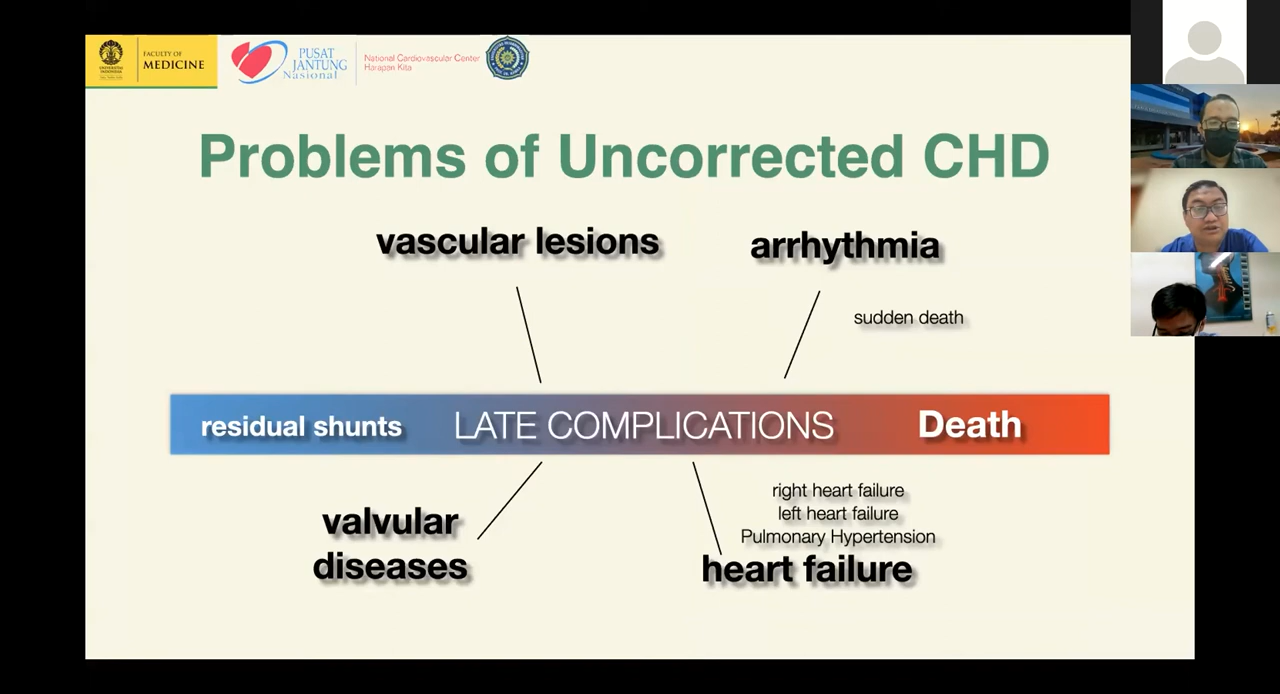 FACULTY OF
MEDICINE
PUSAT
JANTUNG
Nasional
National Cardiovascular Center
Harapan Kita
Problems of Uncorrected CHD
vascular lesions
arrhythmia
sudden death
residual shunts
LATE COMPLICATIONS
Death
right heart failure
left heart failure
Pulmonary Hypertension
valvular
diseases
heart failure